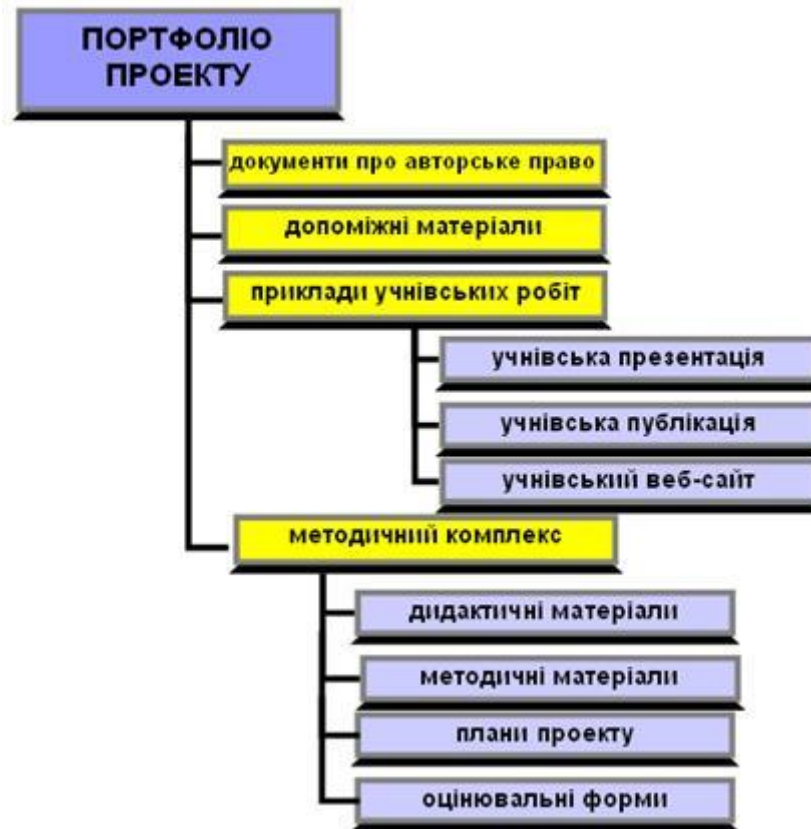 ПОРТФОЛІО
ПРОЕКТУ
документи про авторське право
допоміжні матеріали
приклади учнівських робіт
учнівська презентація
учнівська публікація
учнівський веб-сайт
методичний комплекс
дидактичні матеріали
методичні матеріали
плани проекту
оцінювальні форми